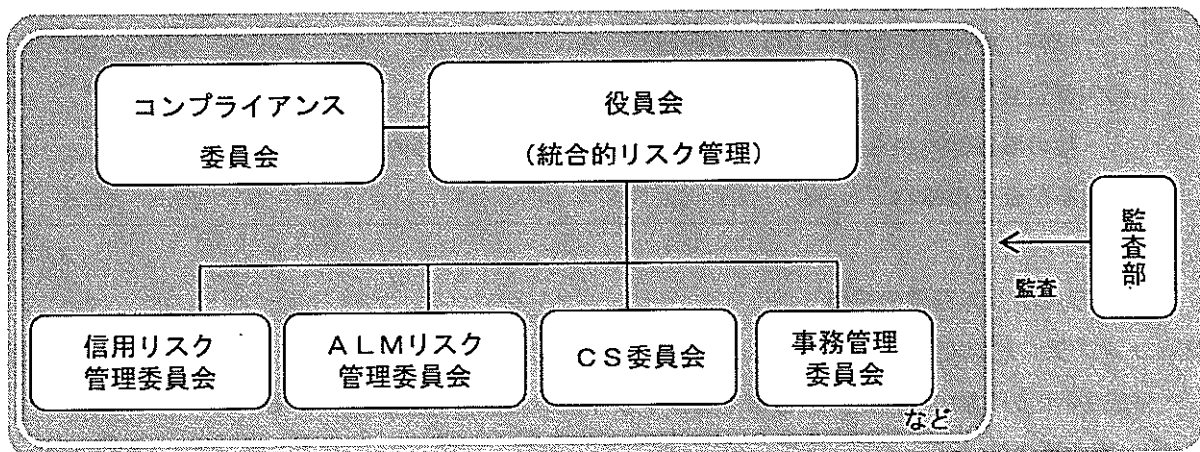 コンプライアンス
委員会
役員会
（統合的リスク管理）
監査部
監査
信用リスク
管理委員会
ＡＬＭリスク
管理委員会
ＣＳ委員会
事務管理
委員会
など